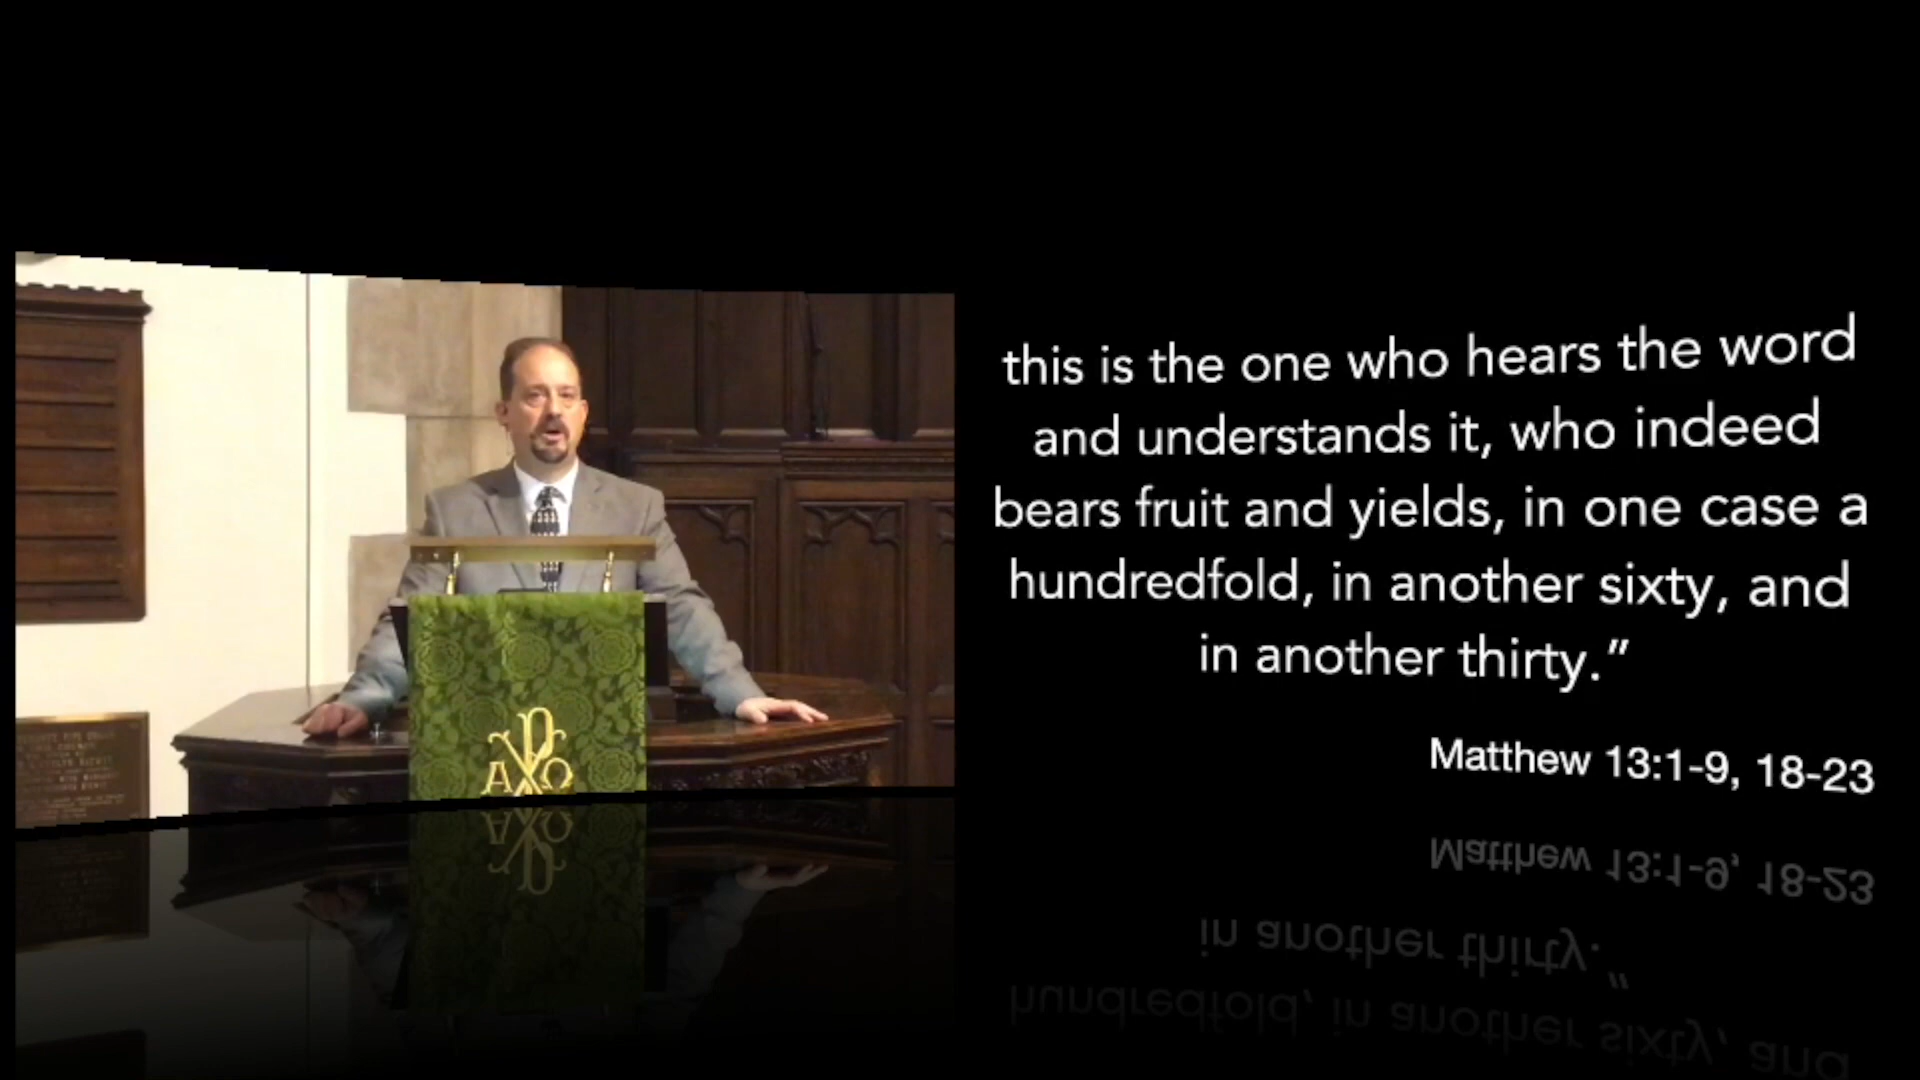 this is the one who hears the word
and understands it, who indeed
bears fruit and yields, in one case a
hundredfold, in another sixty, and
in another thirty.”
Matthew 13:1-9, 18-23
Α Ω